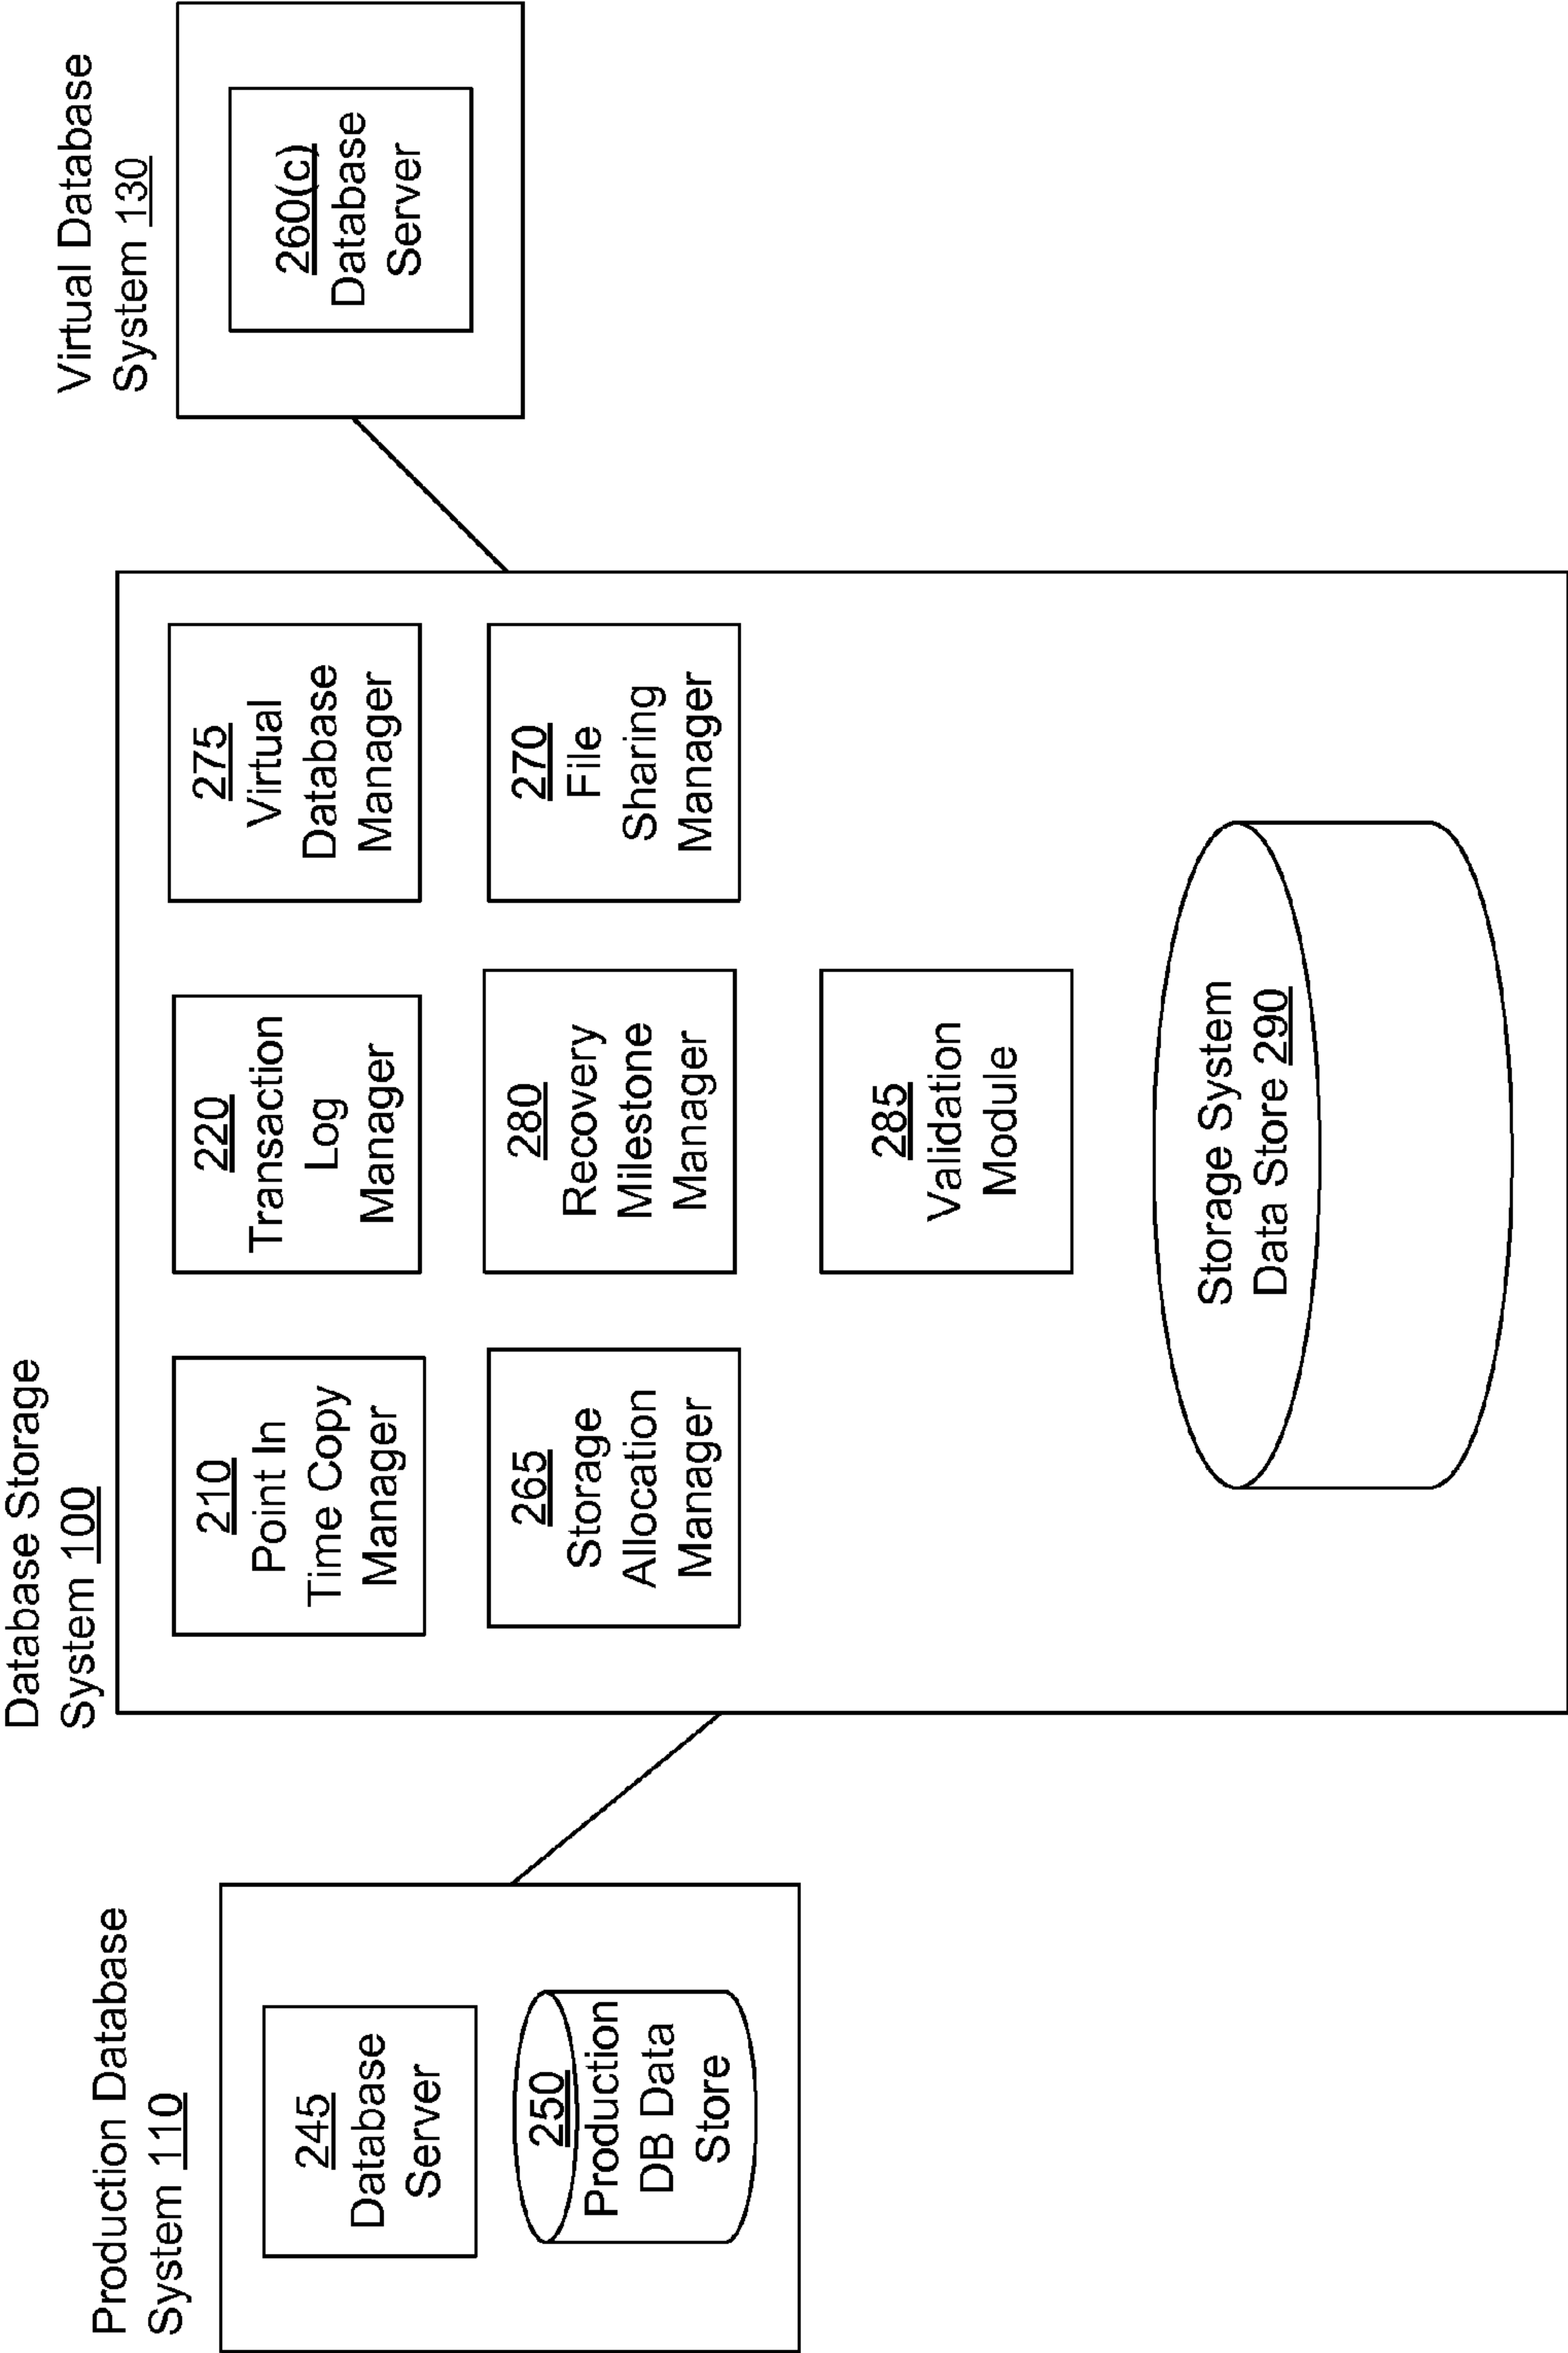 Production Database
System 110
245
Database
Server
250
Production
DB Data
Store
Database Storage
System 100
210
Point In
Time Copy
Manager
220
Transaction
Log
Manager
275
Virtual
Database
Manager
265
Storage
Allocation
Manager
280
Recovery
Milestone
Manager
270
File
Sharing
Manager
285
Validation
Module
Storage System
Data Store 290
Virtual Database
System 130
260(c)
Database
Server